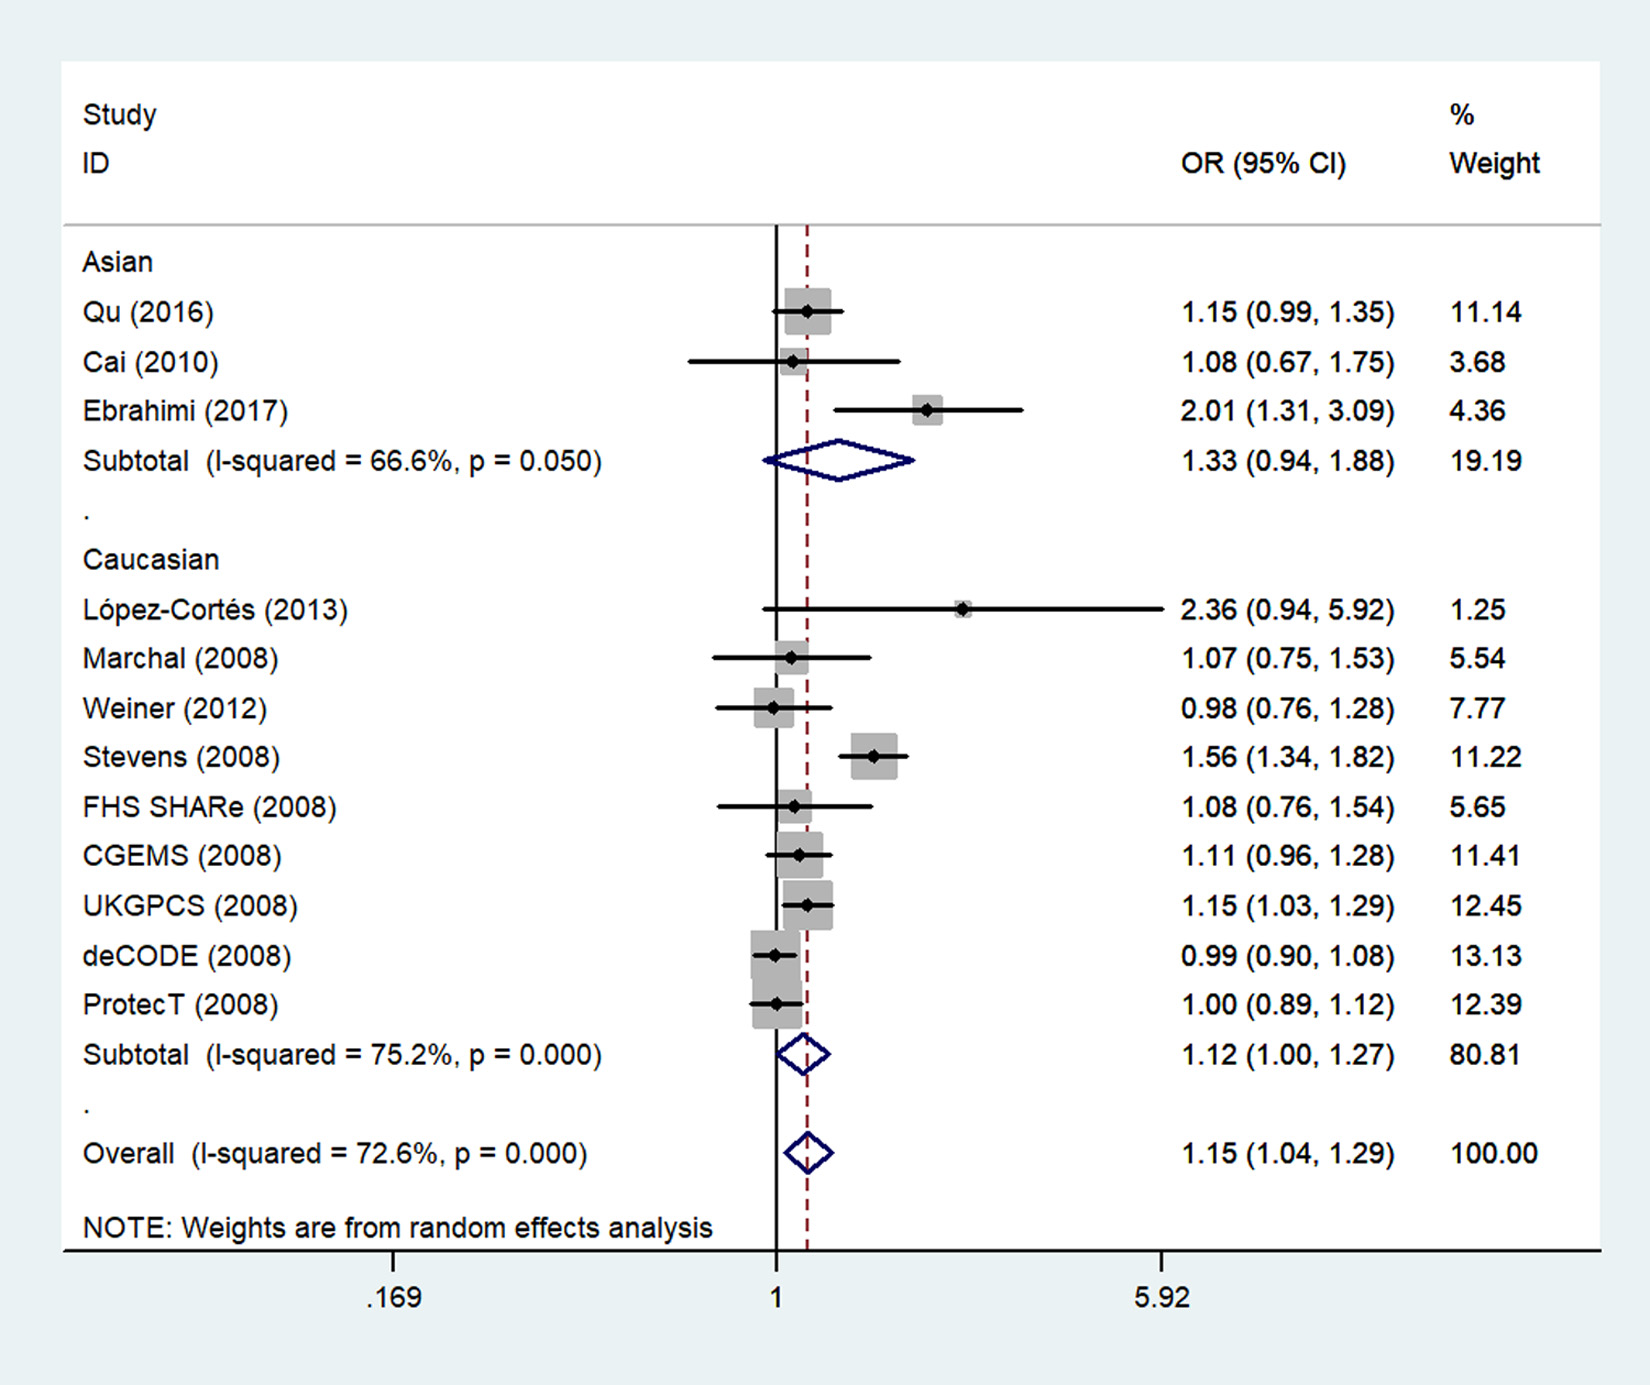 Study %
ID OR (95% CI) Weight
Asian
Qu (2016) 1.15 (0.99, 1.35) 11.14
Cai (2010) 1.08 (0.67, 1.75) 3.68
Ebrahimi (2017) 2.01 (1.31, 3.09) 4.36
Subtotal (I-squared = 66.6%, p = 0.050) 1.33 (0.94, 1.88) 19.19
.
Caucasian
López-Cortés (2013) 2.36 (0.94, 5.92) 1.25
Marchal (2008) 1.07 (0.75, 1.53) 5.54
Weiner (2012) 0.98 (0.76, 1.28) 7.77
Stevens (2008) 1.56 (1.34, 1.82) 11.22
FHS SHARe (2008) 1.08 (0.76, 1.54) 5.65
CGEMS (2008) 1.11 (0.96, 1.28) 11.41
UKGPCS (2008) 1.15 (1.03, 1.29) 12.45
deCODE (2008) 0.99 (0.90, 1.08) 13.13
ProtecT (2008) 1.00 (0.89, 1.12) 12.39
Subtotal (I-squared = 75.2%, p = 0.000) 1.12 (1.00, 1.27) 80.81
.
Overall (I-squared = 72.6%, p = 0.000) 1.15 (1.04, 1.29) 100.00
NOTE: Weights are from random effects analysis
.169 1 5.92